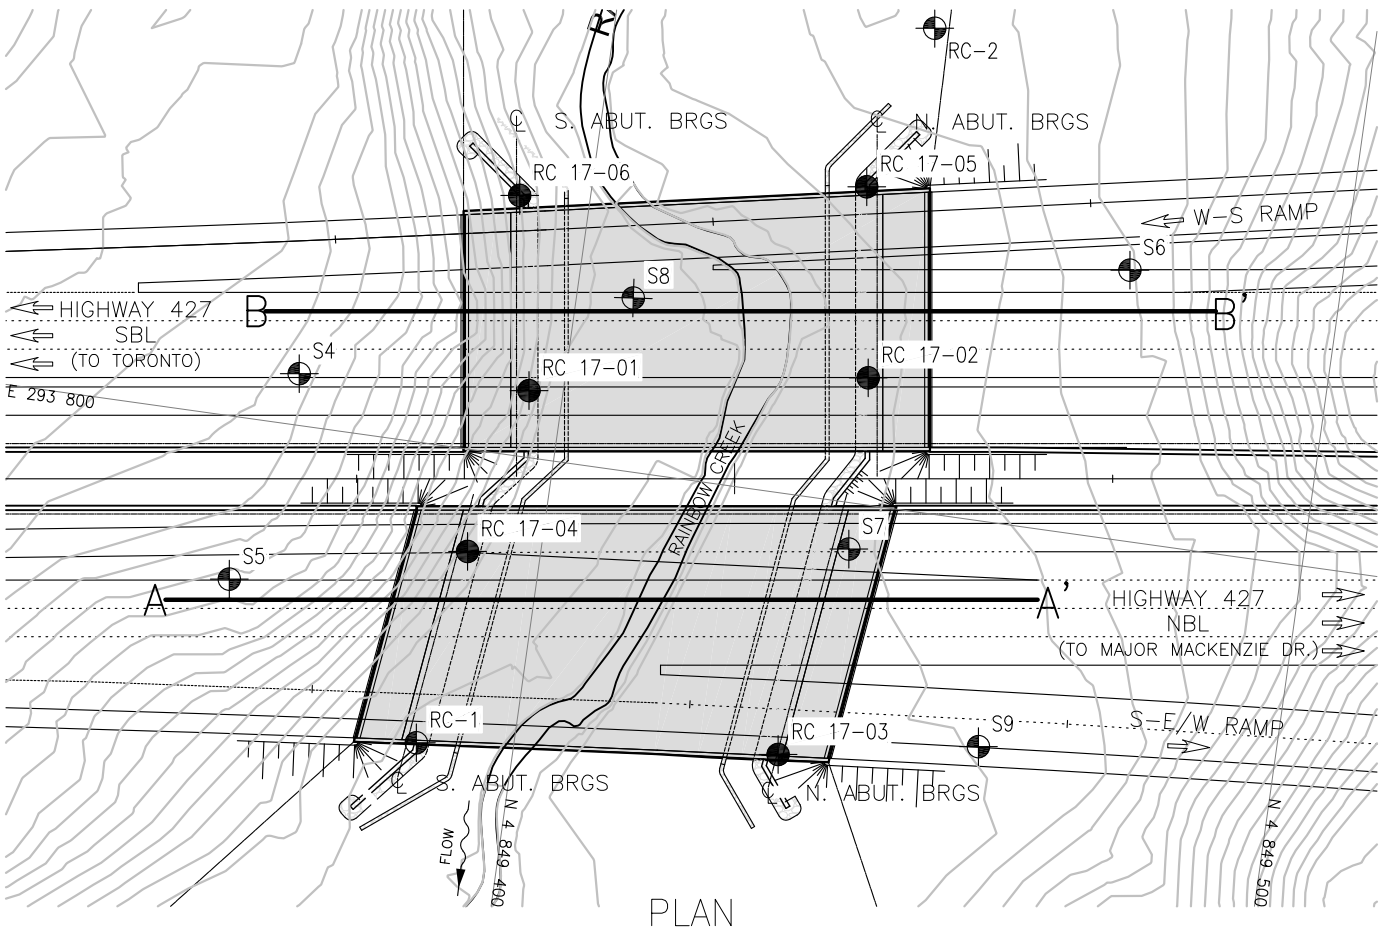 RC-2
℄ S. ABUT. BRGS
℄ N. ABUT. BRGS
RC 17-06
RC 17-05
W-S RAMP
S6
S8
HIGHWAY 427
SBL
(TO TORONTO)
B
B'
S4
RC 17-01
RC 17-02
E 293 800
RAINBOW CREEK
RC 17-04
S7
S5
A
A'
HIGHWAY 427
NBL
(TO MAJOR MACKENZIE DR.)
RC-1
RC 17-03
S9
S-E/W RAMP
℄ S. ABUT. BRGS
℄ N. ABUT. BRGS
FLOW
N 4 849 400
N 4 849 500
PLAN